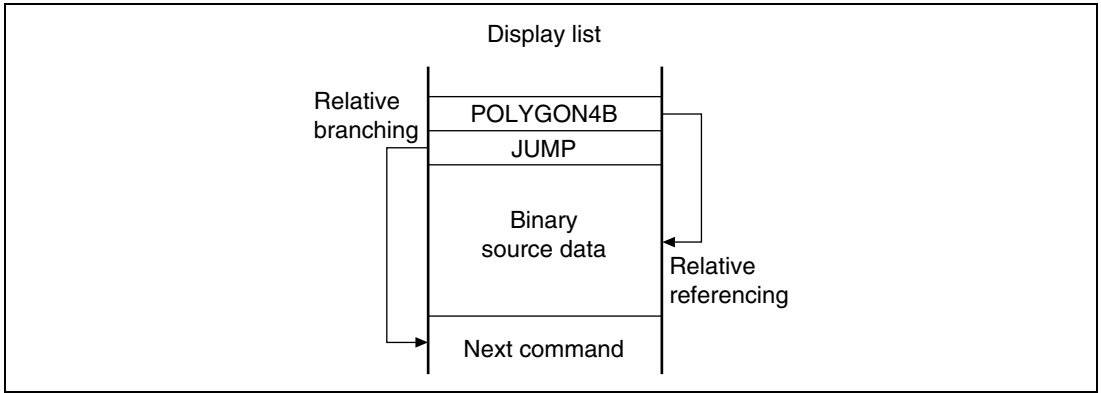 Display list
Relative
branching
POLYGON4B
JUMP
Binary
source data
Relative
referencing
Next command